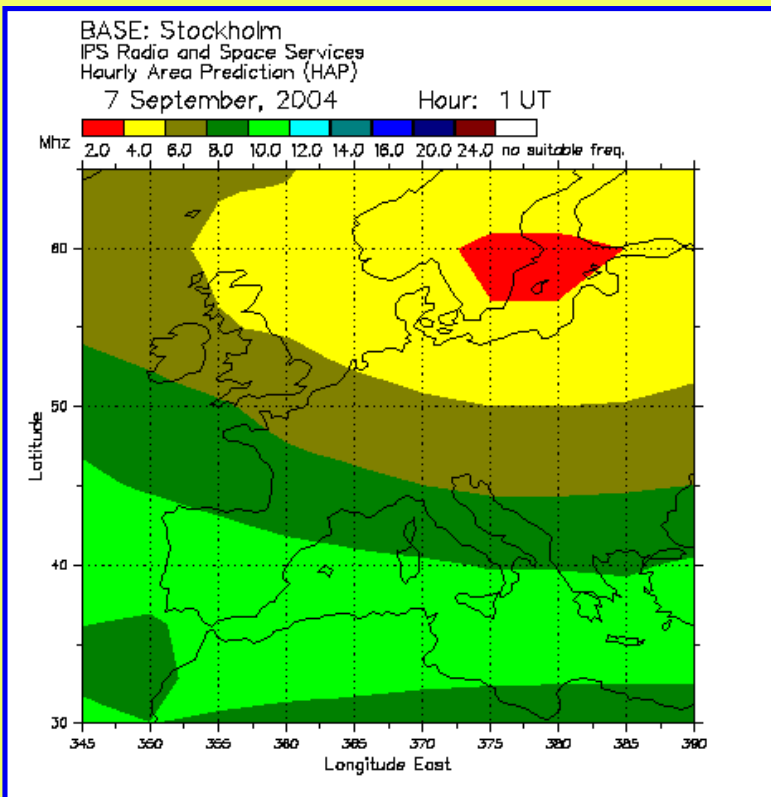 BASE: Stockholm
IPS Radio and Space Services
Hourly Area Prediction (HAP)
7 September, 2004 Hour: 1 UT
Mhz 2.0 4.0 6.0 8.0 10.0 12.0 14.0 16.0 20.0 24.0 no suitable freq.
60
50
40
30
Latitude
345 350 355 360 365 370 375 380 385 390
Longitude East